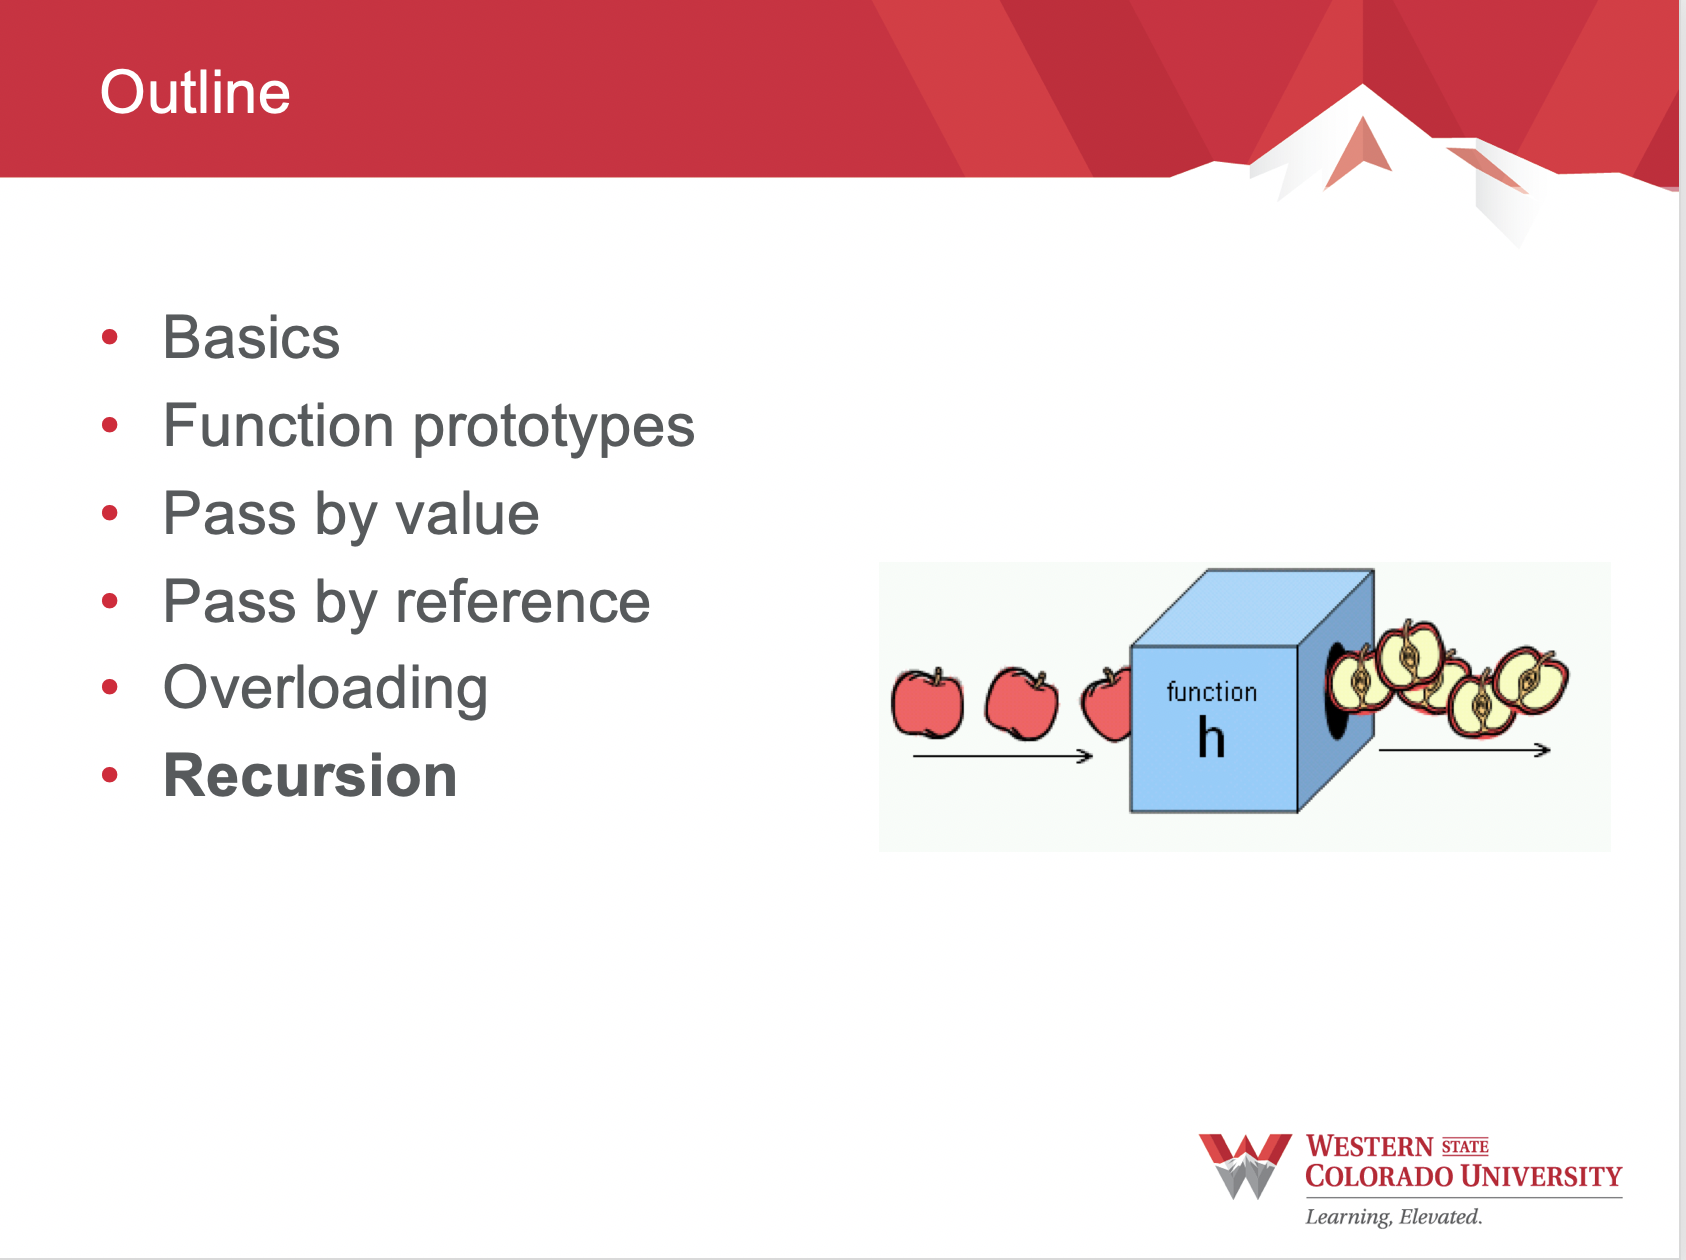 Outline
• Basics
• Function prototypes
• Pass by value
• Pass by reference
• Overloading
• Recursion
function
h
WESTERN STATE
COLORADO UNIVERSITY
Learning, Elevated.